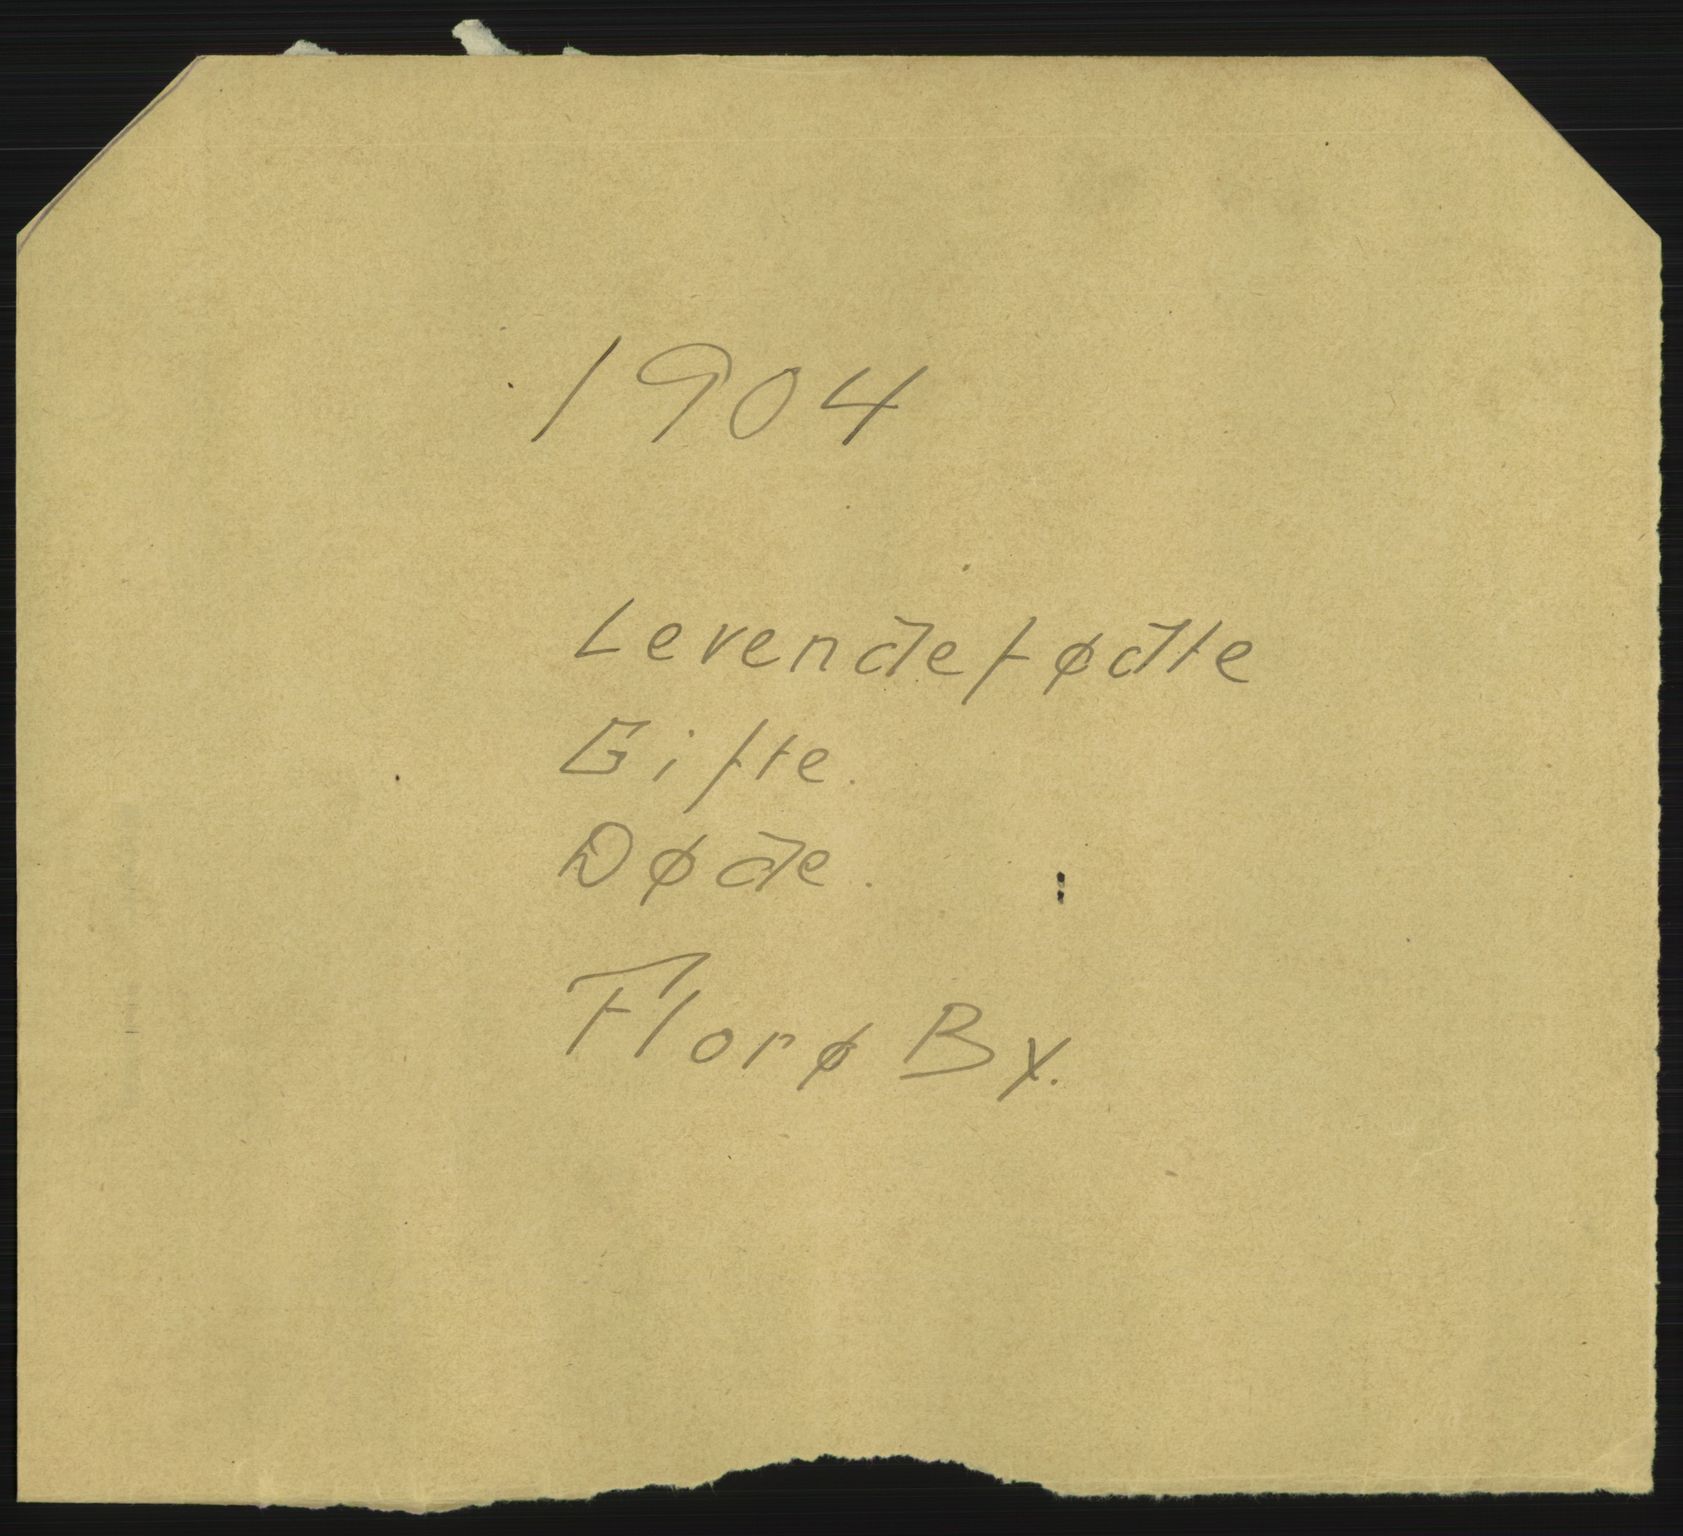 1904
Levendefødte
Gifte.
Døde.
Florø By.